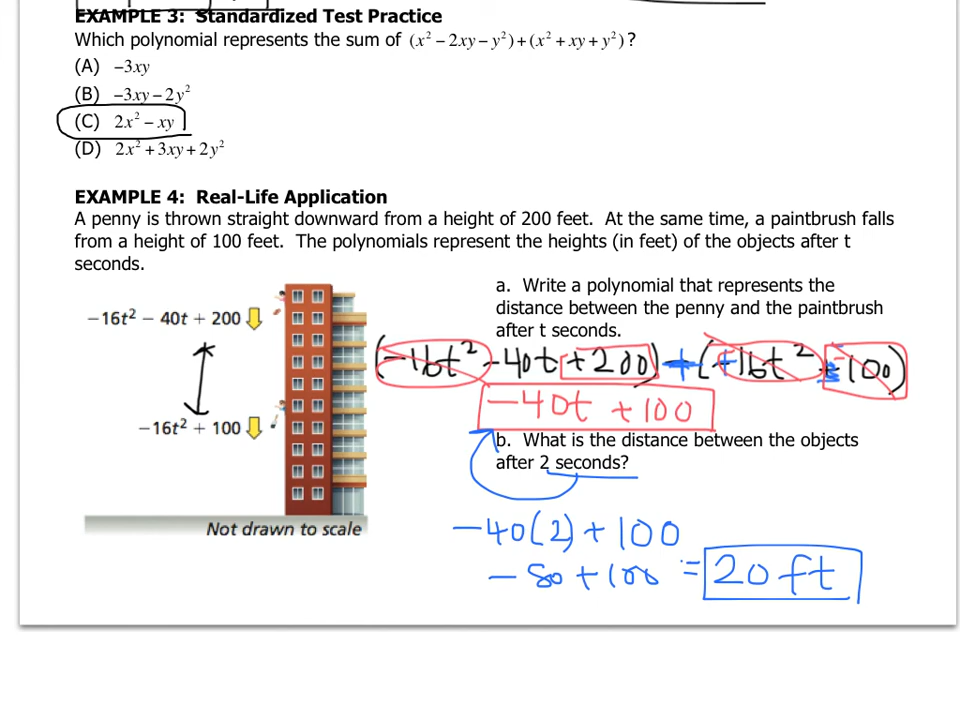 EXAMPLE 3: Standardized Test Practice
Which polynomial represents the sum of (x² – 2xy – y²) + (x² + xy + y²)?
(A) –3xy
(B) –3xy – 2y²
(C) 2x² – xy
(D) 2x² + 3xy + 2y²
EXAMPLE 4: Real-Life Application
A penny is thrown straight downward from a height of 200 feet. At the same time, a paintbrush falls
from a height of 100 feet. The polynomials represent the heights (in feet) of the objects after t
seconds.
–16t² – 40t + 200
–16t² + 100
Not drawn to scale
a. Write a polynomial that represents the
distance between the penny and the paintbrush
after t seconds.
(–16t² –40t +200) + (+16t² –100)
–40t +100
b. What is the distance between the objects
after 2 seconds?
–40(2) + 100
–80 + 100 = 20 ft